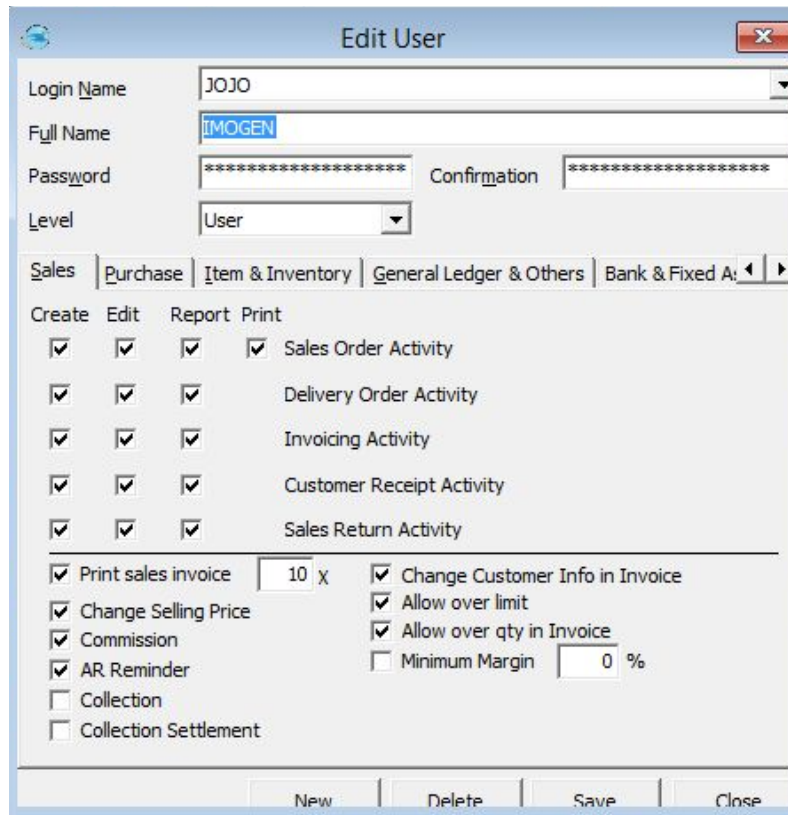 Edit User
Login Name JOJO
Full Name IMOGEN
Password ******************* Confirmation *******************
Level User
Sales Purchase Item & Inventory General Ledger & Others Bank & Fixed A
Create Edit Report Print
Sales Order Activity
Delivery Order Activity
Invoicing Activity
Customer Receipt Activity
Sales Return Activity
Print sales invoice 10 x Change Customer Info in Invoice
Change Selling Price Allow over limit
Commission Allow over qty in Invoice
AR Reminder Minimum Margin 0 %
Collection
Collection Settlement
New Delete Save Close